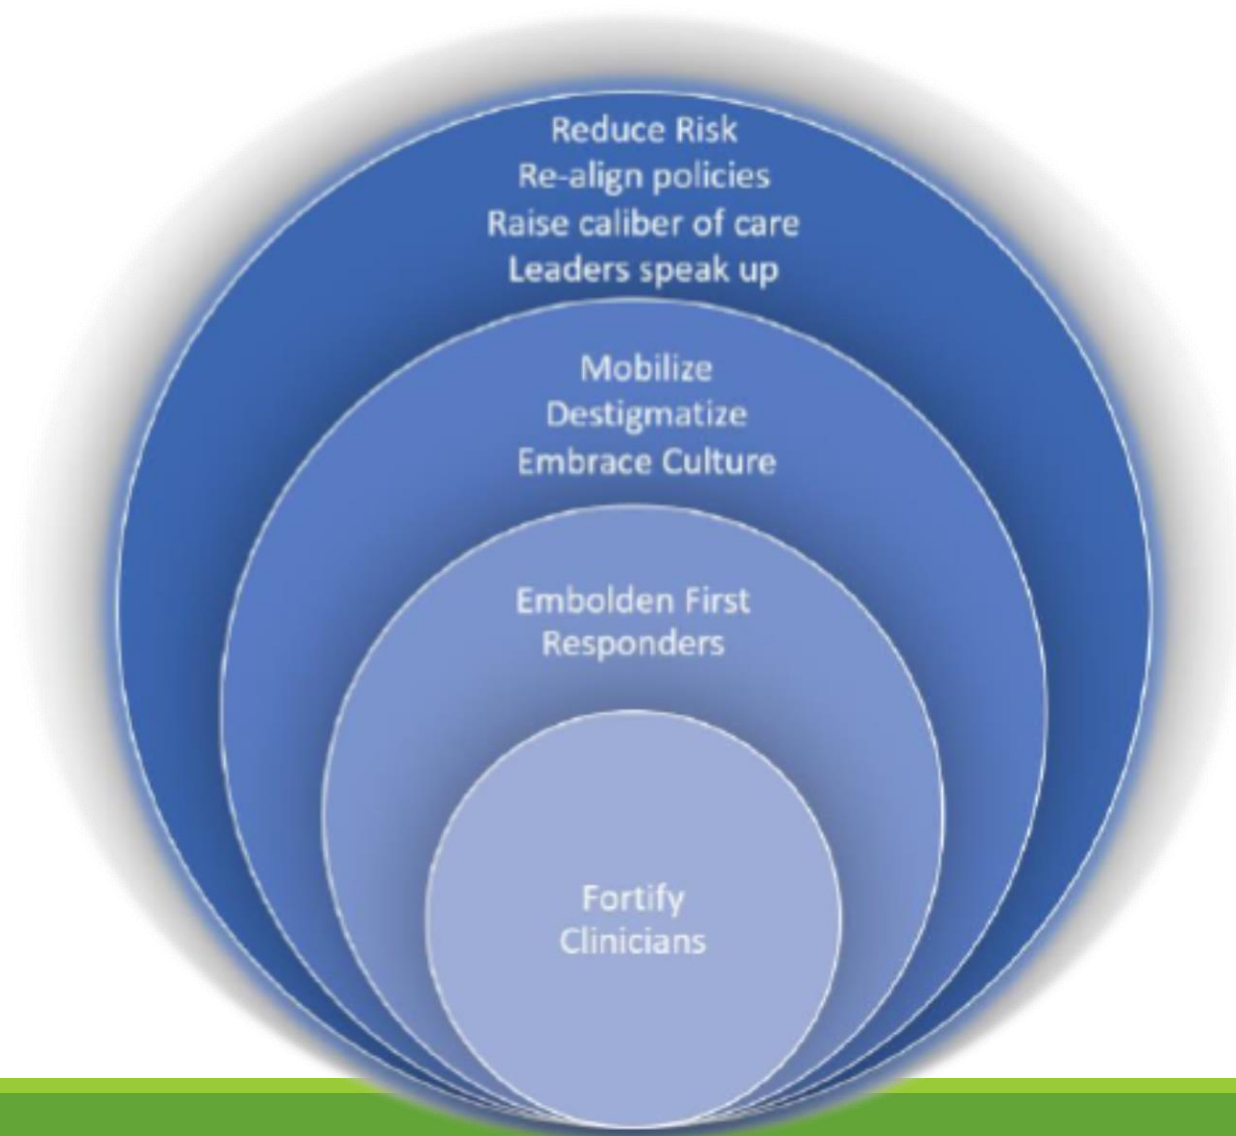 Reduce Risk
Re-align policies
Raise caliber of care
Leaders speak up
Mobilize
Destigmatize
Embrace Culture
Embolden First
Responders
Fortify
Clinicians